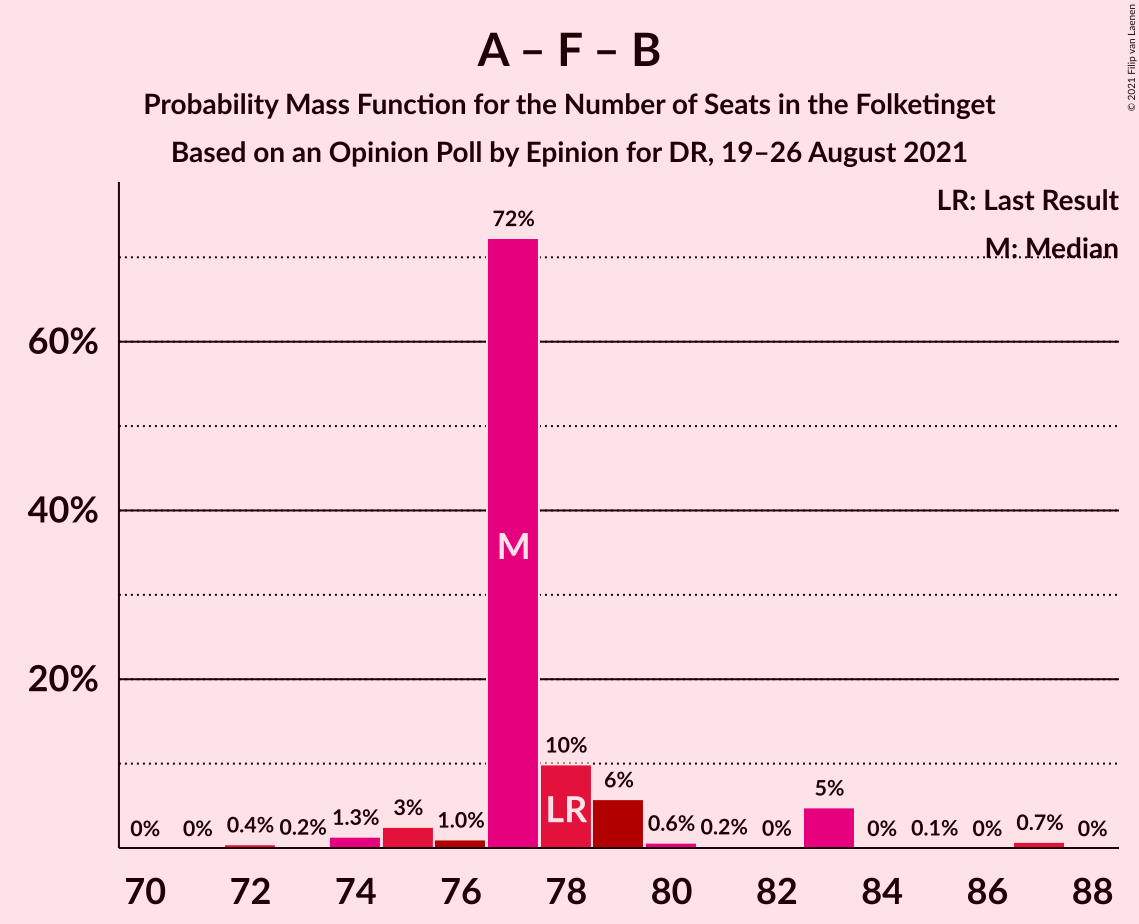 A – F – B
Probability Mass Function for the Number of Seats in the Folketinget
Based on an Opinion Poll by Epinion for DR, 19–26 August 2021
© 2021 Filip van Laenen
LR: Last Result
M: Median
60%
40%
20%
0% 0% 0.4% 0.2% 1.3% 3% 1.0% 72% 10% 6% 0.6% 0.2% 0% 5% 0% 0.1% 0% 0.7% 0%
M
LR
70 72 74 76 78 80 82 84 86 88